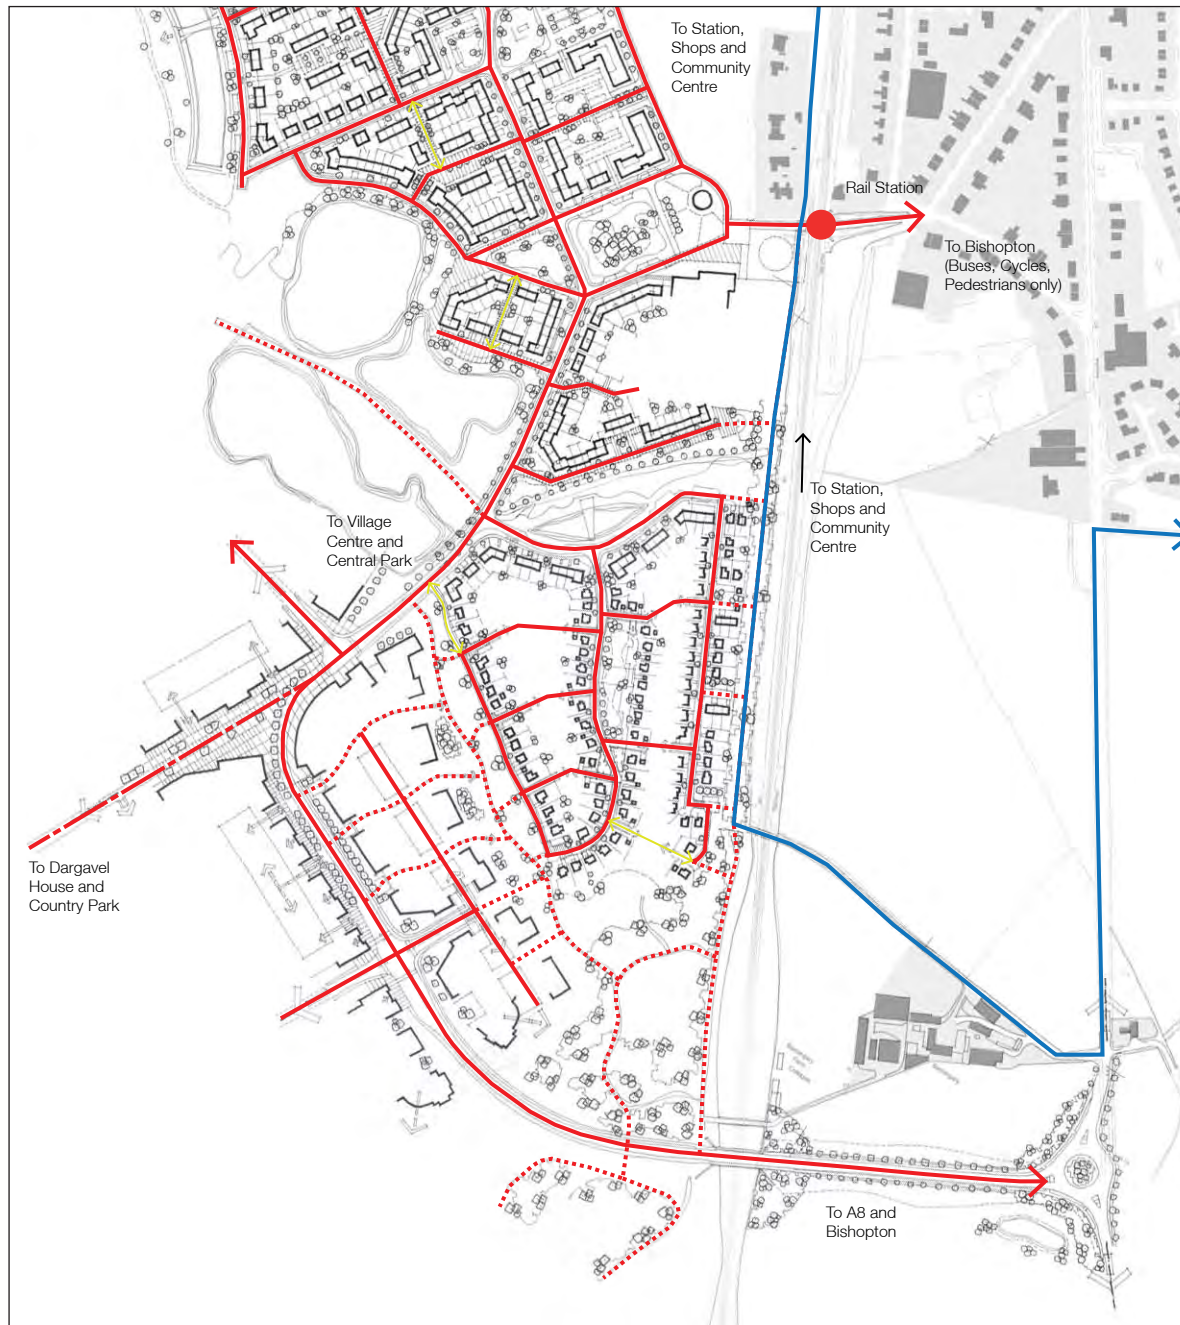 To Station,
Shops and
Community
Centre
Rail Station
To Bishopton
(Buses, Cycles,
Pedestrians only)
To Station,
Shops and
Community
Centre
To Village
Centre and
Central Park
To Dargavel
House and
Country Park
To A8 and
Bishopton